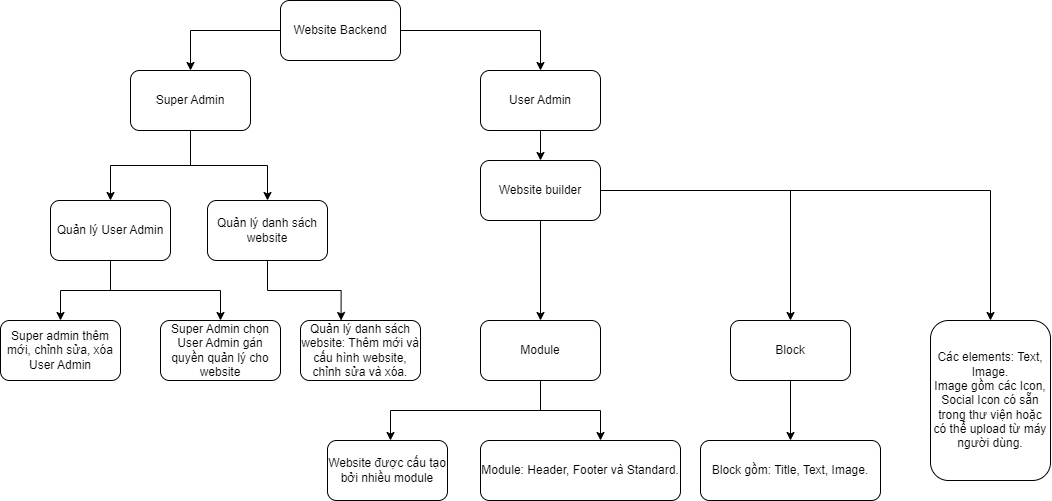 Website Backend
Super Admin
User Admin
Website builder
Quản lý User Admin
Quản lý danh sách
website
Super admin thêm
mới, chỉnh sửa, xóa
User Admin
Super Admin chọn
User Admin gán
quyền quản lý cho
website
Quản lý danh sách
website: Thêm mới và
cấu hình website,
chỉnh sửa và xóa.
Module
Block
Các elements: Text,
Image.
Image gồm các Icon,
Social Icon có sẵn
trong thư viện hoặc
có thể upload từ máy
người dùng.
Website được cấu tạo
bởi nhiều module
Module: Header, Footer và Standard.
Block gồm: Title, Text, Image.